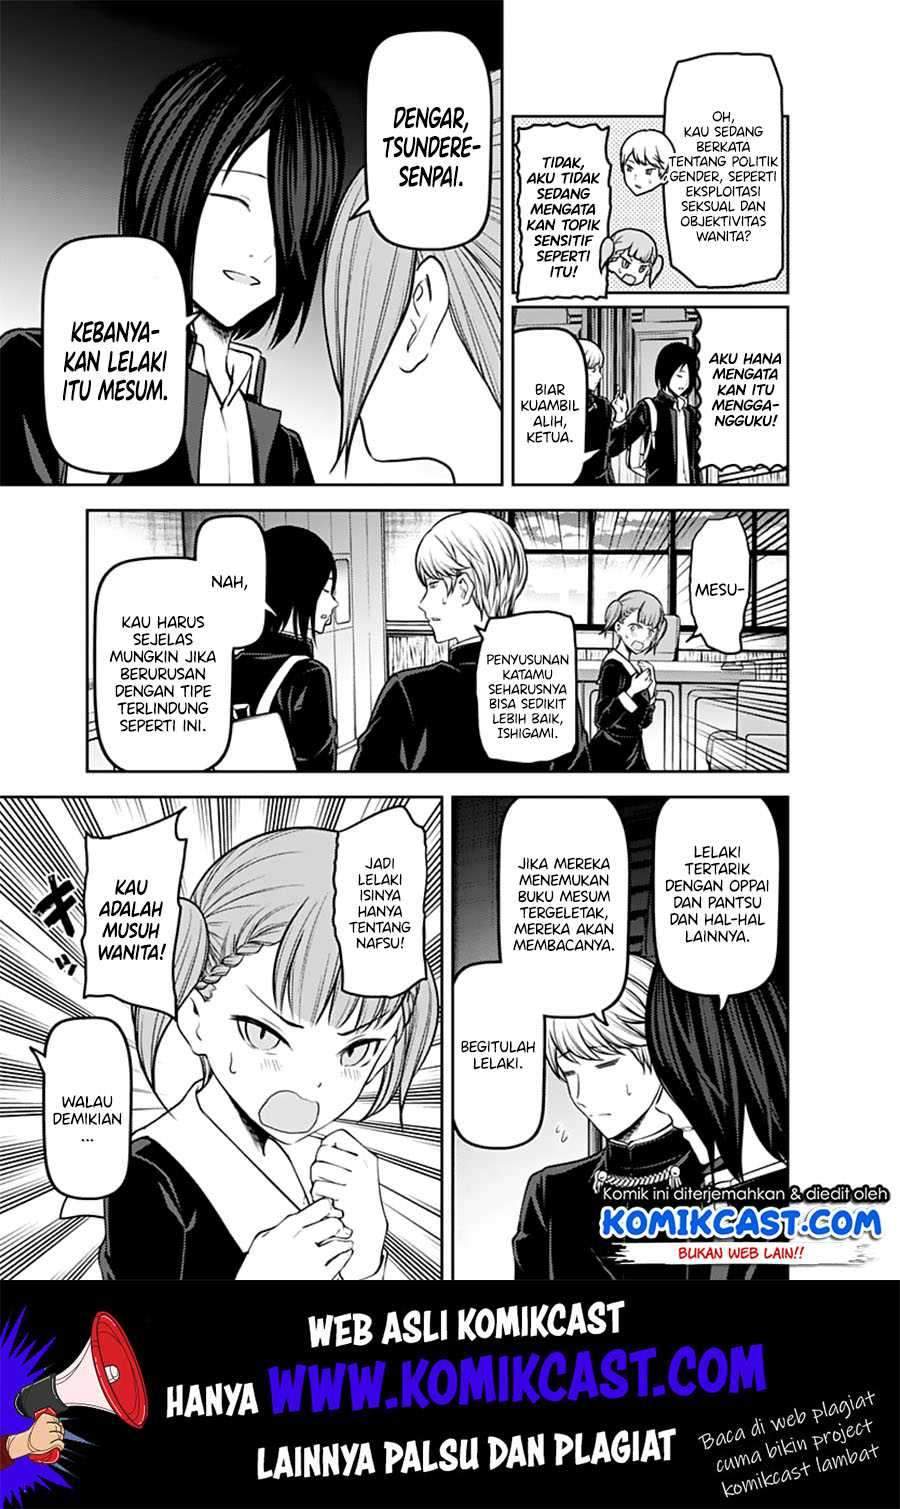 OH,
KAU SEDANG
BERKATA
TENTANG POLITIK
GENDER, SEPERTI
EKSPLOITASI
SEKSUAL DAN
OBJEKTIVITAS
WANITA?
TIDAK,
AKU TIDAK
SEDANG
MENGATA
KAN TOPIK
SENSITIF
SEPERTI
ITU!
AKU HANA
MENGATA
KAN ITU
MENGGA-
NGGUKU!
BIAR
KUAMBIL
ALIH,
KETUA.
DENGAR,
TSUNDERE-
SENPAI.
KEBANYA-
KAN LELAKI
ITU MESUM.
MESU-
PENYUSUNAN
KATAMU
SEHARUSNYA
BISA SEDIKIT
LEBIH BAIK,
ISHIGAMI.
NAH,
KAU HARUS
SEJELAS
MUNGKIN JIKA
BERURUSAN
DENGAN TIPE
TERLINDUNG
SEPERTI INI.
LELAKI
TERTARIK
DENGAN OPPAI
DAN PANTSU
DAN HAL-HAL
LAINNYA.
JIKA MEREKA
MENEMUKAN
BUKU MESUM
TERGELETAK,
MEREKA AKAN
MEMBACANYA.
BEGITULAH
LELAKI.
JADI
LELAKI
ISINYA
HANYA
TENTANG
NAFSU!
KAU
ADALAH
MUSUH
WANITA!
WALAU
DEMIKIAN
...
Komik ini diterjemahkan & diedit oleh
KOMIKCAST.COM
BUKAN WEB LAIN!!
WEB ASLI KOMIKCAST
HANYA WWW.KOMIKCAST.COM
LAINNYA PALSU DAN PLAGIAT
Baca di web plagiat
cuma bikin project
komikcast lambat